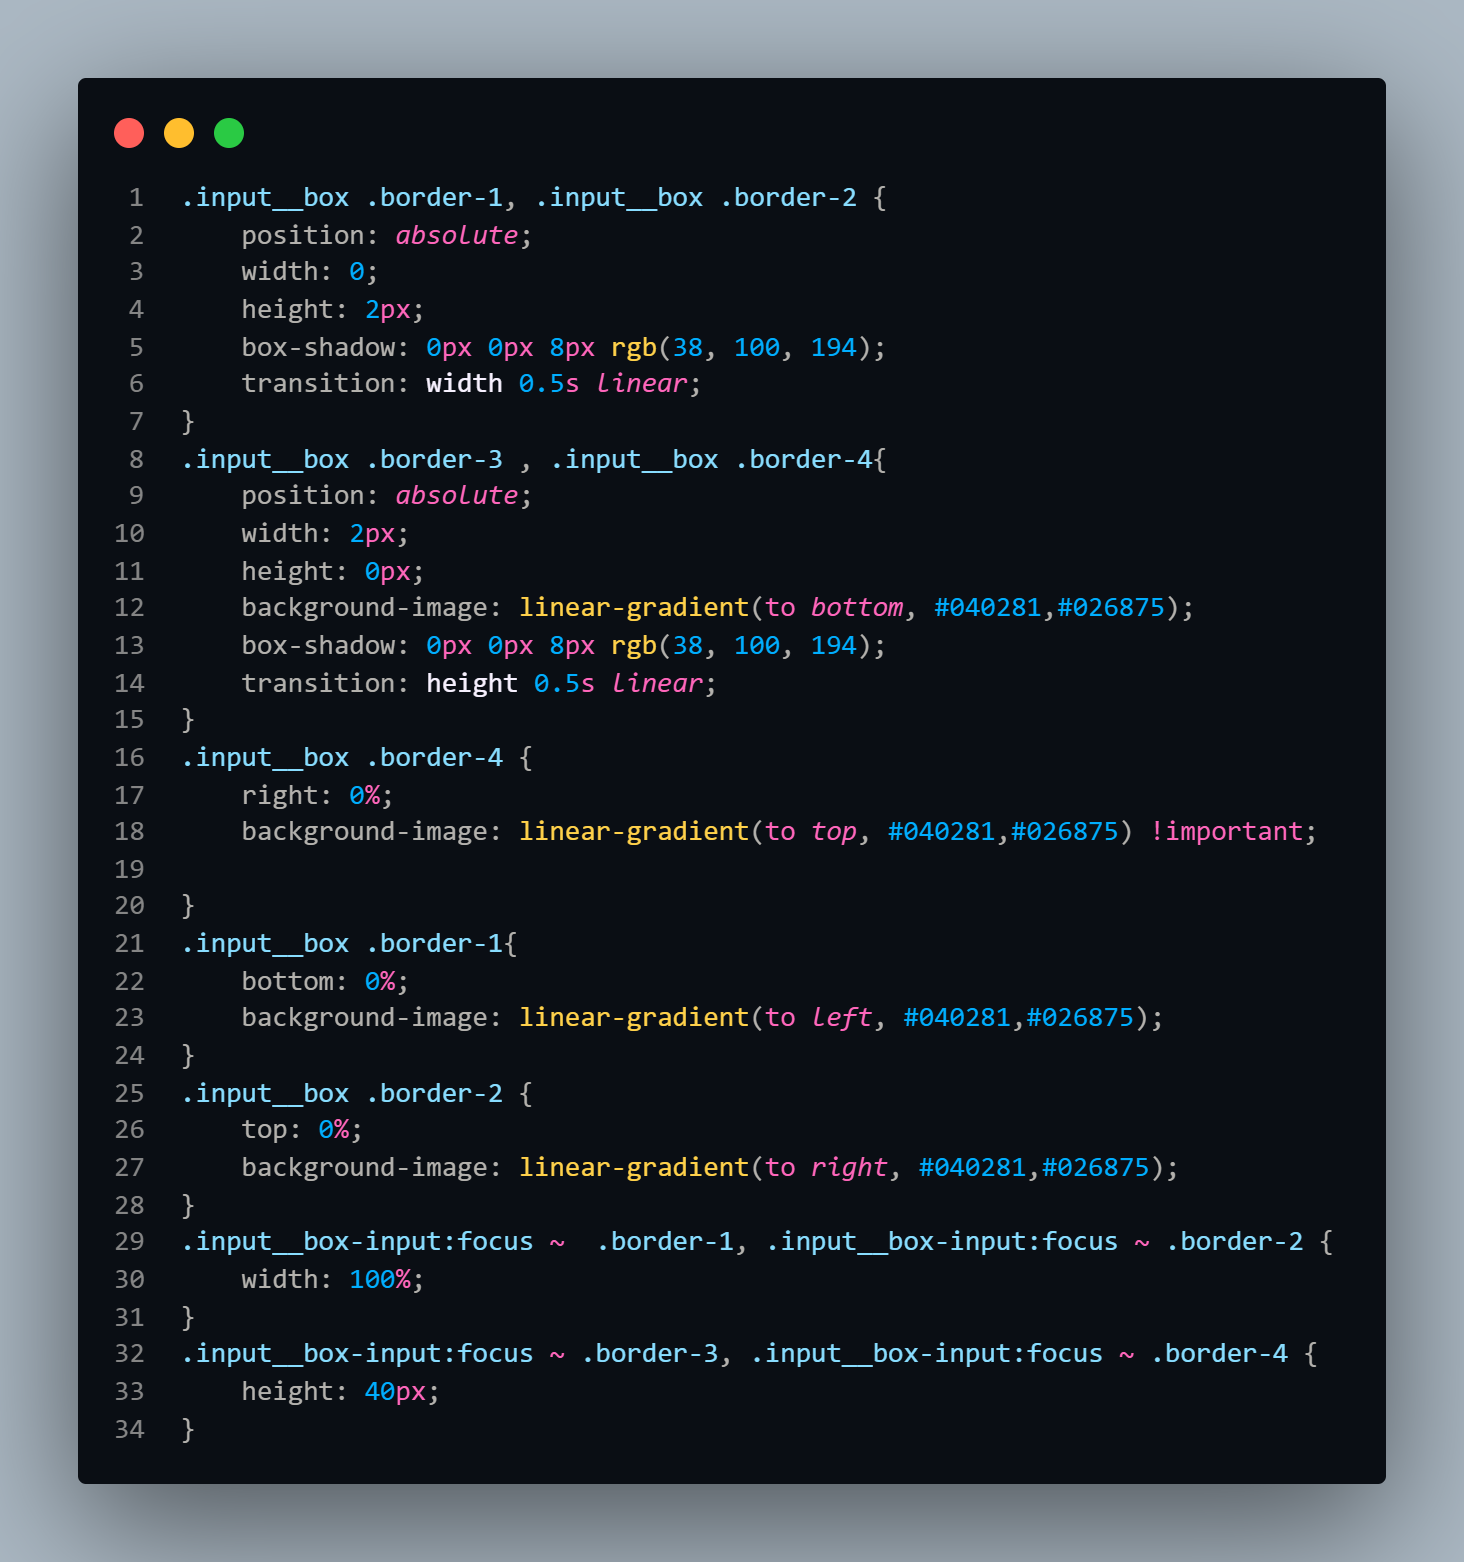 1 .input__box .border-1, .input__box .border-2 {
2     position: absolute;
3     width: 0;
4     height: 2px;
5     box-shadow: 0px 0px 8px rgb(38, 100, 194);
6     transition: width 0.5s linear;
7 }
8 .input__box .border-3 , .input__box .border-4{
9     position: absolute;
10     width: 2px;
11     height: 0px;
12     background-image: linear-gradient(to bottom, #040281,#026875);
13     box-shadow: 0px 0px 8px rgb(38, 100, 194);
14     transition: height 0.5s linear;
15 }
16 .input__box .border-4 {
17     right: 0%;
18     background-image: linear-gradient(to top, #040281,#026875) !important;
19
20 }
21 .input__box .border-1{
22     bottom: 0%;
23     background-image: linear-gradient(to left, #040281,#026875);
24 }
25 .input__box .border-2 {
26     top: 0%;
27     background-image: linear-gradient(to right, #040281,#026875);
28 }
29 .input__box-input:focus ~  .border-1, .input__box-input:focus ~ .border-2 {
30     width: 100%;
31 }
32 .input__box-input:focus ~ .border-3, .input__box-input:focus ~ .border-4 {
33     height: 40px;
34 }